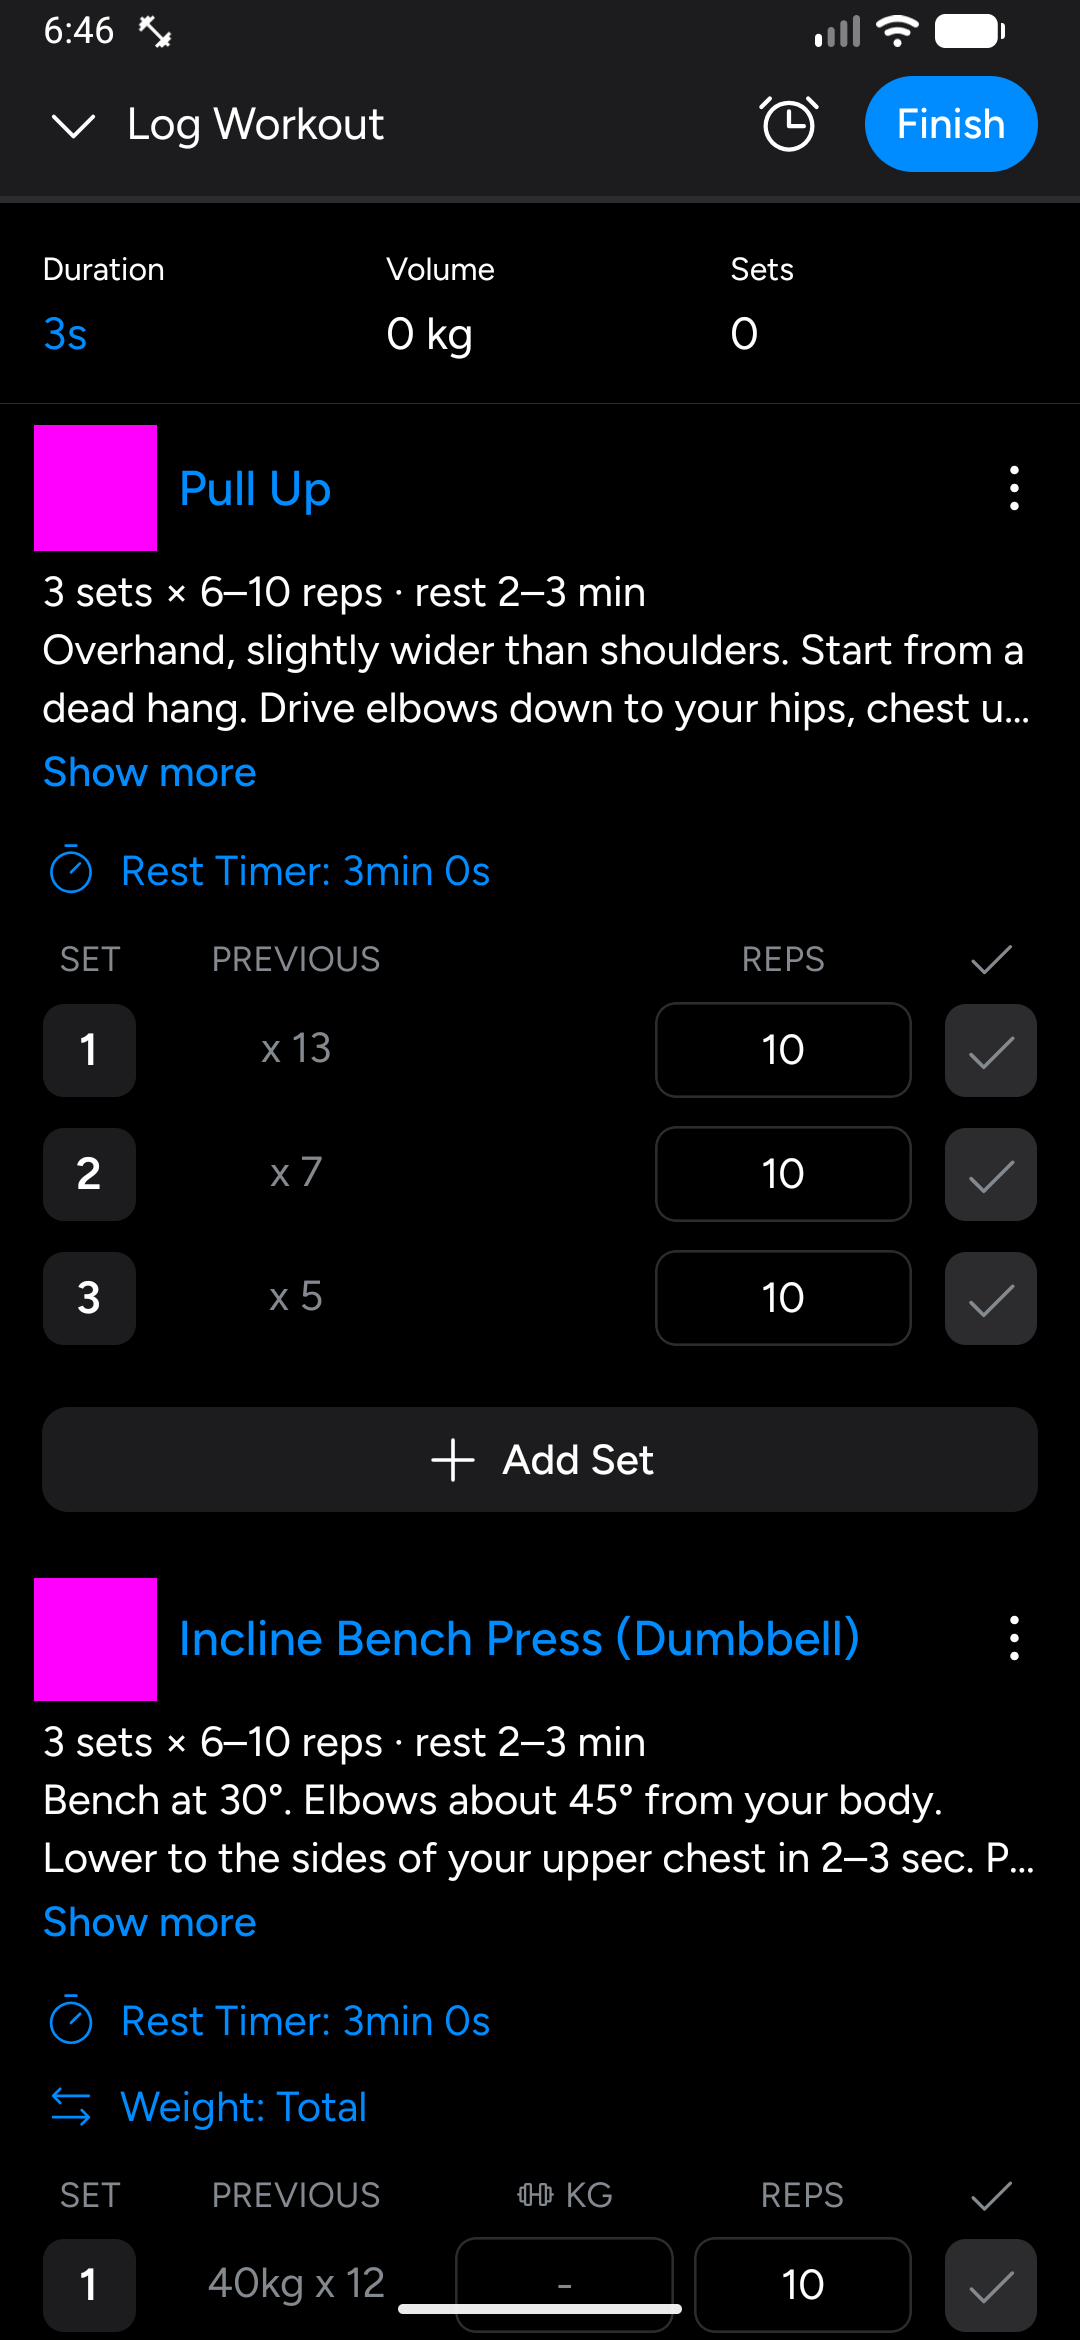 6:46
Log Workout
Finish
Duration Volume Sets
3s 0 kg 0
Pull Up
3 sets × 6–10 reps · rest 2–3 min
Overhand, slightly wider than shoulders. Start from a
dead hang. Drive elbows down to your hips, chest u...
Show more
Rest Timer: 3min 0s
SET PREVIOUS REPS
1 x 13 10
2 x 7 10
3 x 5 10
Add Set
Incline Bench Press (Dumbbell)
3 sets × 6–10 reps · rest 2–3 min
Bench at 30°. Elbows about 45° from your body.
Lower to the sides of your upper chest in 2–3 sec. P...
Show more
Rest Timer: 3min 0s
Weight: Total
SET PREVIOUS KG REPS
1 40kg x 12 - 10